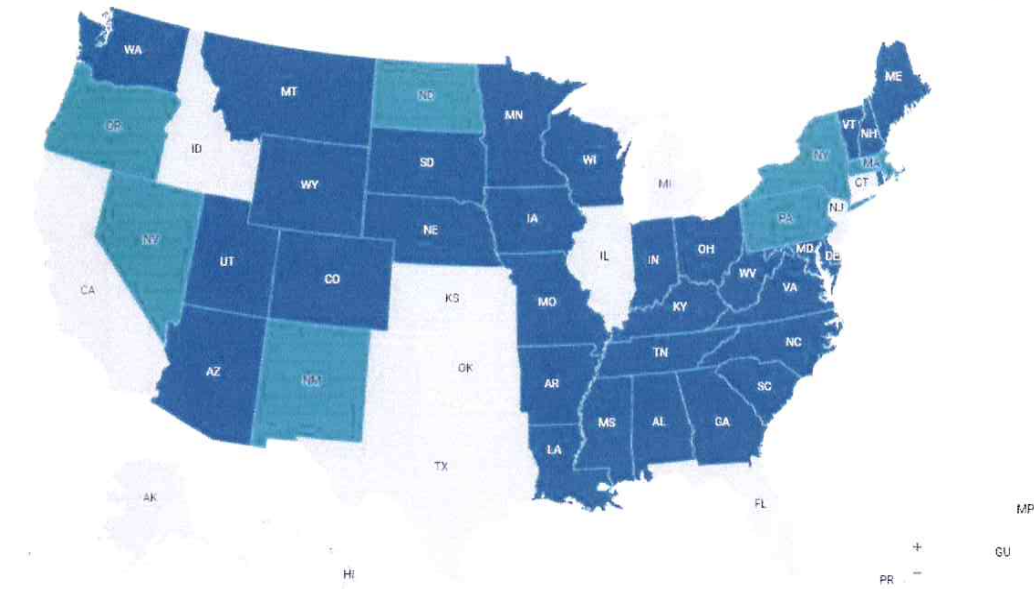 WA
MT
ND
MN
ME
OR
ID
SD
WI
VT
NH
WY
NY
MA
MI
CT
NE
IA
PA
NJ
NV
UT
CO
IL
IN
OH
MD
DE
WV
CA
KS
MO
KY
VA
AZ
NM
OK
TN
NC
AR
SC
MS
AL
GA
TX
LA
AK
FL
MP
HI
PR
+
−
GU